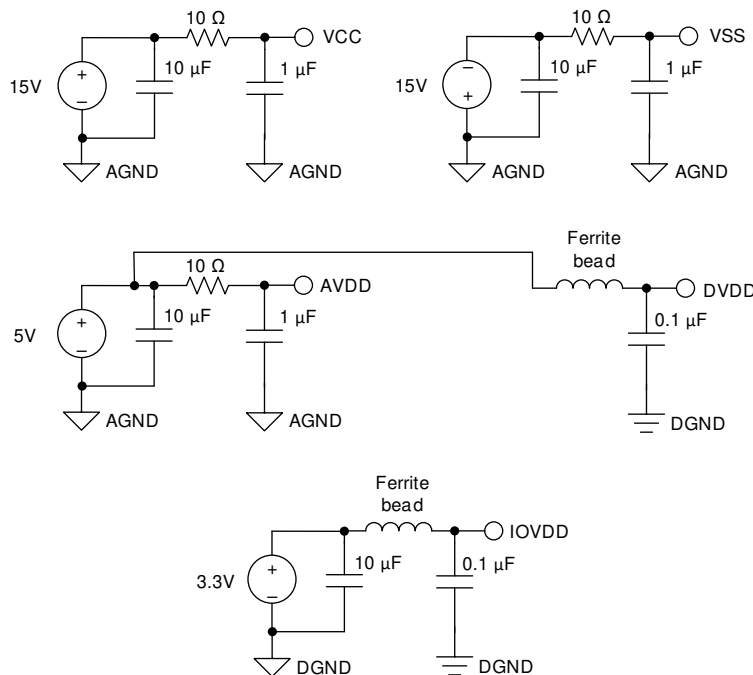 10 Ω
VCC
10 µF
1 µF
15V
+
−
AGND
AGND
10 Ω
VSS
10 µF
1 µF
15V
−
+
AGND
AGND
10 Ω
AVDD
10 µF
1 µF
5V
+
−
AGND
AGND
Ferrite
bead
DVDD
0.1 µF
DGND
Ferrite
bead
IOVDD
10 µF
0.1 µF
3.3V
+
−
DGND
DGND